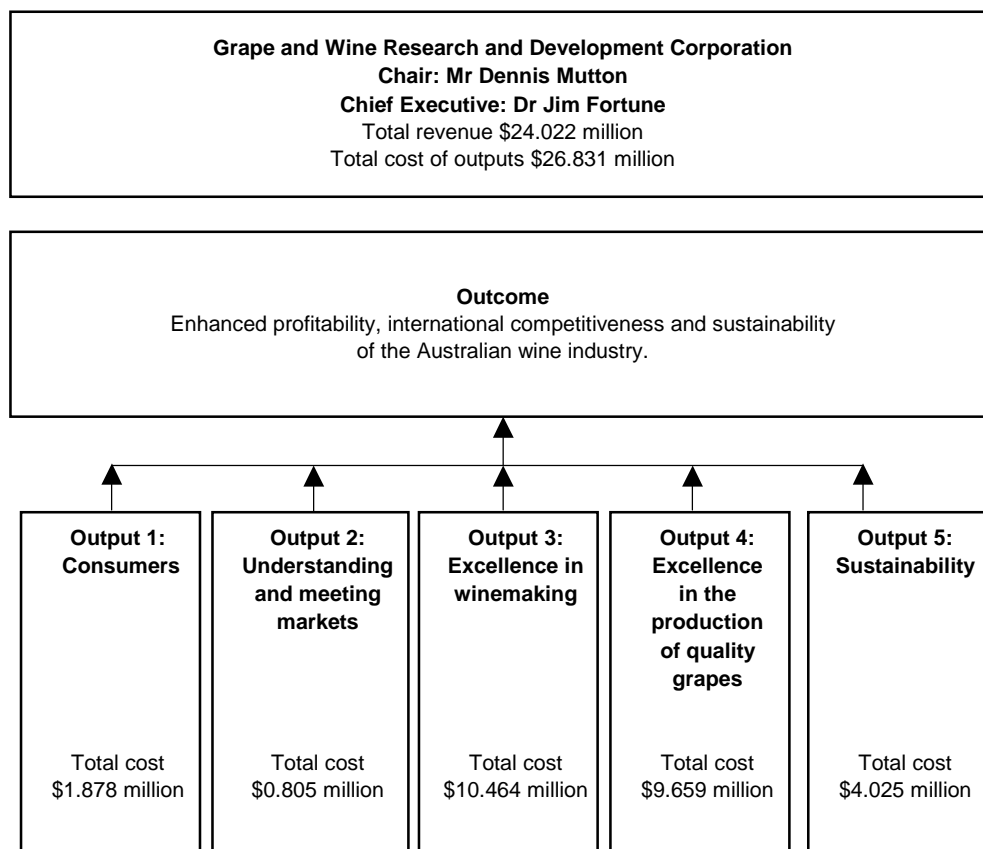 Grape and Wine Research and Development Corporation
Chair: Mr Dennis Mutton
Chief Executive: Dr Jim Fortune
Total revenue $24.022 million
Total cost of outputs $26.831 million
Outcome
Enhanced profitability, international competitiveness and sustainability
of the Australian wine industry.
Output 1:
Consumers
Total cost
$1.878 million
Output 2:
Understanding
and meeting
markets
Total cost
$0.805 million
Output 3:
Excellence in
winemaking
Total cost
$10.464 million
Output 4:
Excellence
in the
production
of quality
grapes
Total cost
$9.659 million
Output 5:
Sustainability
Total cost
$4.025 million